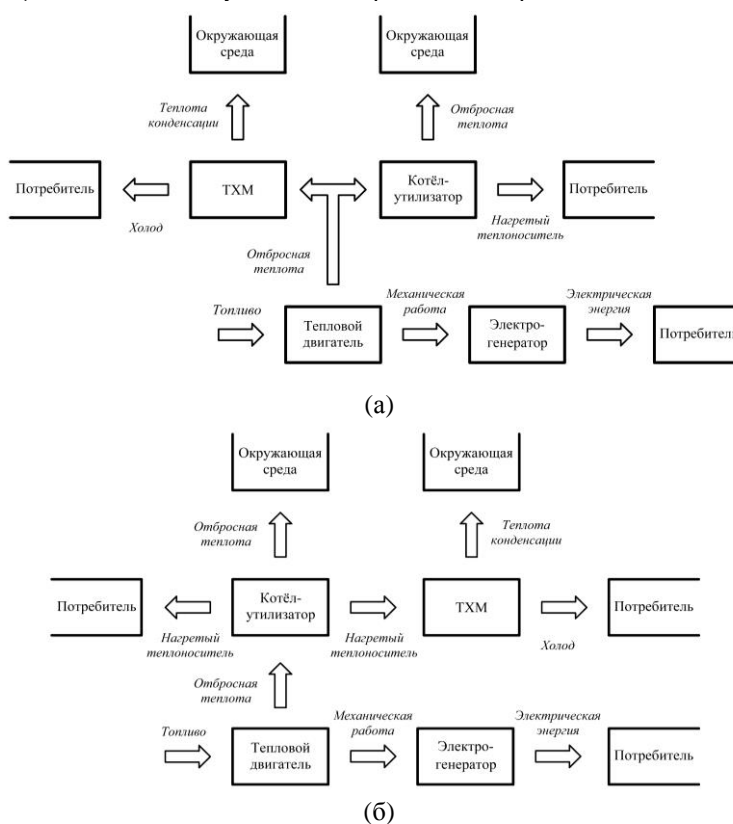 Окружающая
среда
Окружающая
среда
Теплота
конденсации
Отбросная
теплота
Потребитель
ТХМ
Котёл-
утилизатор
Потребитель
Холод
Нагретый
теплоноситель
Отбросная
теплота
Топливо
Механическая
работа
Электрическая
энергия
Тепловой
двигатель
Электро-
генератор
Потребитель
(а)
Окружающая
среда
Окружающая
среда
Отбросная
теплота
Теплота
конденсации
Потребитель
Котёл-
утилизатор
ТХМ
Потребитель
Нагретый
теплоноситель
Нагретый
теплоноситель
Холод
Отбросная
теплота
Топливо
Механическая
работа
Электрическая
энергия
Тепловой
двигатель
Электро-
генератор
Потребитель
(б)